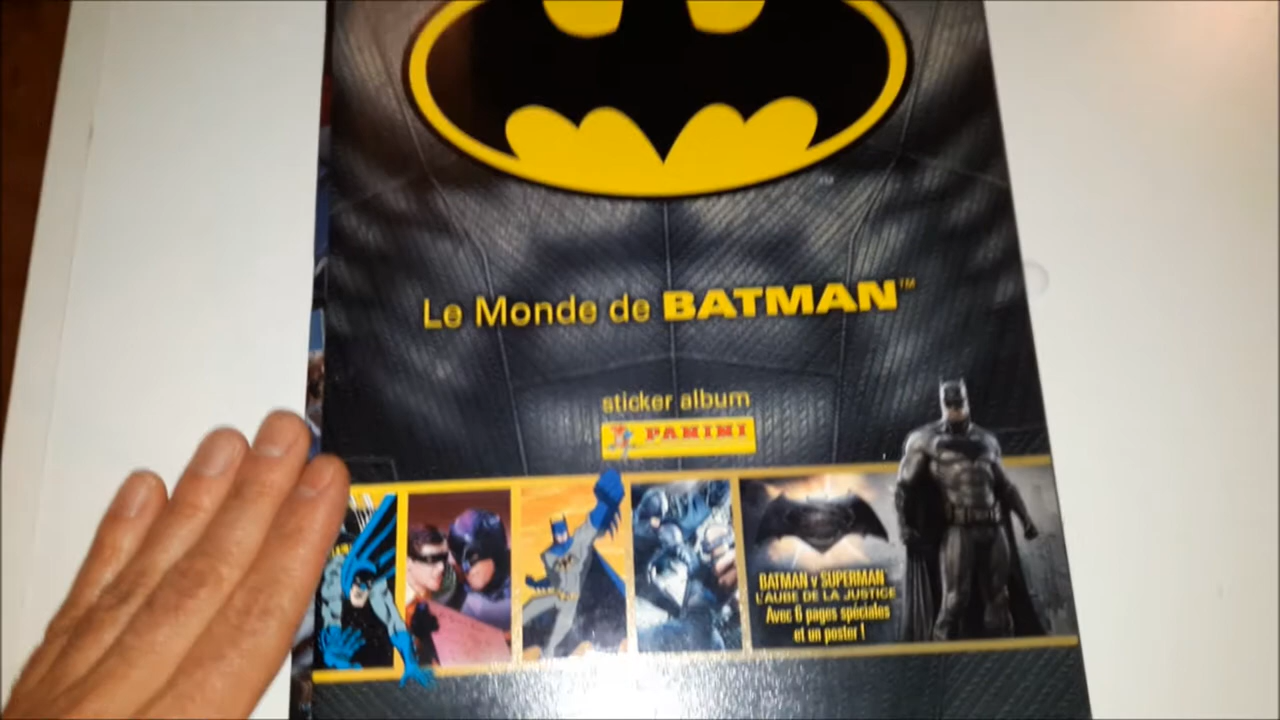 Le Monde de BATMAN™
sticker album
PANINI
BATMAN v SUPERMAN
L'AUBE DE LA JUSTICE
Avec 6 pages spéciales
et un poster !